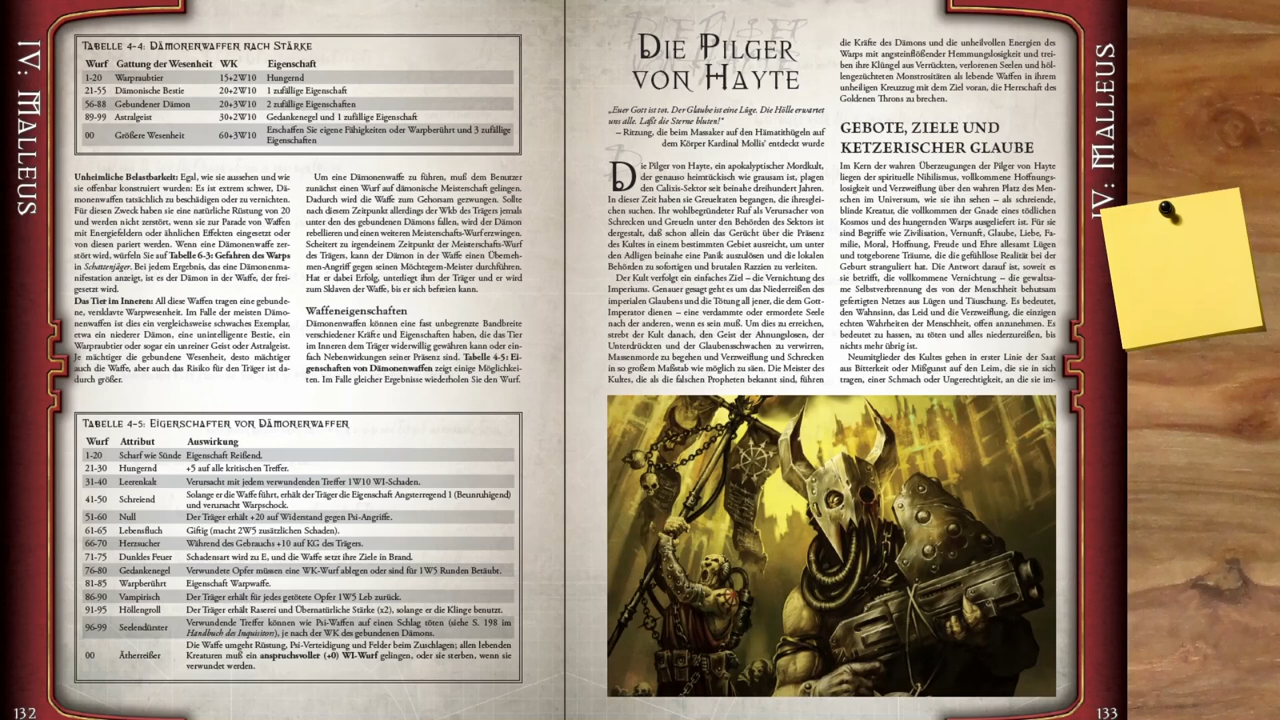 IV: MALLEUS
TABELLE 4-4: DÄMONENWAFFEN NACH STÄRKE
Wurf Gattung der Wesenheit WK Eigenschaft
1-20 Warpraubtier 15+2W10 Hungernd
21-55 Dämonische Bestie 20+2W10 1 zufällige Eigenschaft
56-88 Gebundener Dämon 20+3W10 2 zufällige Eigenschaften
89-99 Astralgeist 30+2W10 Gedankenegel und 1 zufällige Eigenschaft
00 Größere Wesenheit 60+3W10 Erschaffen Sie eigene Fähigkeiten oder Warpberührt und 3 zufällige
Eigenschaften
Unheimliche Belastbarkeit: Egal, wie sie aussehen und wie
sie offenbar konstruiert wurden: Es ist extrem schwer, Dä-
monenwaffen tatsächlich zu beschädigen oder zu vernichten.
Für diesen Zweck haben sie eine natürliche Rüstung von 20
und werden nicht zerstört, wenn sie zur Parade von Waffen
mit Energiefeldern oder ähnlichen Effekten eingesetzt oder
von diesen pariert werden. Wenn eine Dämonenwaffe zer-
stört wird, würfeln Sie auf Tabelle 6-3: Gefahren des Warps
in Schattenjäger. Bei jedem Ergebnis, das eine Dämonenma-
nifestation anzeigt, ist es der Dämon in der Waffe, der frei-
gesetzt wird.
Das Tier im Inneren: All diese Waffen tragen eine gebunde-
ne, versklavte Warpwesenheit. Im Falle der meisten Dämo-
nenwaffen ist dies ein vergleichsweise schwaches Exemplar,
etwa ein niederer Dämon, eine unintelligente Bestie, ein
Warpraubtier oder sogar ein unreiner Geist oder Astralgeist.
Je mächtiger die gebundene Wesenheit, desto mächtiger
auch die Waffe, aber auch das Risiko für den Träger ist da-
durch größer.
Um eine Dämonenwaffe zu führen, muß dem Benutzer
zunächst einen Wurf auf dämonische Meisterschaft gelingen.
Dadurch wird die Waffe zum Gehorsam gezwungen. Sollte
nach diesem Zeitpunkt allerdings der Wkb des Trägers jemals
unter den des gebundenen Dämons fallen, wird der Dämon
rebellieren und einen weiteren Meisterschafts-Wurf erzwingen.
Scheitert zu irgendeinem Zeitpunkt der Meisterschafts-Wurf
des Trägers, kann der Dämon in der Waffe einen Überneh-
men-Angriff gegen seinen Möchtegern-Meister durchführen.
Hat er dabei Erfolg, unterliegt ihm der Träger und er wird
zum Sklaven der Waffe, bis er sich befreien kann.
Waffeneigenschaften
Dämonenwaffen können eine fast unbegrenzte Bandbreite
verschiedener Kräfte und Eigenschaften haben, die das Tier
im Inneren dem Träger widerwillig gewähren kann oder ein-
fach Nebenwirkungen seiner Präsenz sind. Tabelle 4-5: Ei-
genschaften von Dämonenwaffen zeigt einige Möglichkei-
ten. Im Falle gleicher Ergebnisse wiederholen Sie den Wurf.
TABELLE 4-5: EIGENSCHAFTEN VON DÄMONENWAFFEN
Wurf Attribut Auswirkung
1-20 Scharf wie Sünde Eigenschaft Reißend.
21-30 Hungernd +5 auf alle kritischen Treffer.
31-40 Leerenkalt Verursacht mit jedem verwundenden Treffer 1W10 WI-Schaden.
41-50 Schreiend Solange er die Waffe führt, erhält der Träger die Eigenschaft Angsterregend 1 (Beunruhigend)
und verursacht Warpschock.
51-60 Null Der Träger erhält +20 auf Widerstand gegen Psi-Angriffe.
61-65 Lebensfluch Giftig (macht 2W5 zusätzlichen Schaden).
66-70 Herzsucher Während des Gebrauchs +10 auf KG des Trägers.
71-75 Dunkles Feuer Schadensart wird zu E, und die Waffe setzt ihre Ziele in Brand.
76-80 Gedankenegel Verwundete Opfer müssen eine WK-Wurf ablegen oder sind für 1W5 Runden Betäubt.
81-85 Warpberührt Eigenschaft Warpwaffe.
86-90 Vampirisch Der Träger erhält für jedes getötete Opfer 1W5 Leb zurück.
91-95 Höllengroll Der Träger erhält Raserei und Übernatürliche Stärke (x2), solange er die Klinge benutzt.
96-99 Seelendürster Verwundende Treffer können wie Psi-Waffen auf einen Schlag töten (siehe S. 198 im
Handbuch des Inquisitors), je nach der WK des gebundenen Dämons.
00 Ätherreißer Die Waffe umgeht Rüstung, Psi-Verteidigung und Felder beim Zuschlagen; allen lebenden
Kreaturen muß ein anspruchsvoller (+0) WI-Wurf gelingen, oder sie sterben, wenn sie
verwundet werden.
132
DIE PILGER
VON HAYTE
„Euer Gott ist tot. Der Glaube ist eine Lüge. Die Hölle erwartet
uns alle. Laßt die Sterne bluten!“
– Ritzung, die beim Massaker auf den Hämatithügeln auf
dem Körper Kardinal Mollis’ entdeckt wurde
Die Pilger von Hayte, ein apokalyptischer Mordkult,
der genauso heimtückisch wie grausam ist, plagen
den Calixis-Sektor seit beinahe dreihundert Jahren.
In dieser Zeit haben sie Greueltaten begangen, die ihresglei-
chen suchen. Ihr wohlbegründeter Ruf als Verursacher von
Schrecken und Greueln unter den Behörden des Sektors ist
dergestalt, daß schon allein das Gerücht über die Präsenz
des Kultes in einem bestimmten Gebiet ausreicht, um unter
den Adligen beinahe eine Panik auszulösen und die lokalen
Behörden zu sofortigen und brutalen Razzien zu verleiten.
Der Kult verfolgt ein einfaches Ziel – die Vernichtung des
Imperiums. Genauer gesagt geht es um das Niederreißen des
imperialen Glaubens und die Tötung all jener, die dem Gott-
Imperator dienen – eine verdammte oder ermordete Seele
nach der anderen, wenn es sein muß. Um dies zu erreichen,
strebt der Kult danach, den Geist der Ahnungslosen, der
Unterdrückten und der Glaubensschwachen zu verwirren,
Massenmorde zu begehen und Verzweiflung und Schrecken
in so großem Maßstab wie möglich zu säen. Die Meister des
Kultes, die als die falschen Propheten bekannt sind, führen
die Kräfte des Dämons und die unheilvollen Energien des
Warps mit angsteinflößender Hemmungslosigkeit und trei-
ben ihre Klüngel aus Verrückten, verlorenen Seelen und höl-
lengezüchteten Monstrositäten als lebende Waffen in ihrem
unheiligen Kreuzzug mit dem Ziel voran, die Herrschaft des
Goldenen Throns zu brechen.
GEBOTE, ZIELE UND
KETZERISCHER GLAUBE
Im Kern der wahren Überzeugungen der Pilger von Hayte
liegen der spirituelle Nihilismus, vollkommene Hoffnungs-
losigkeit und Verzweiflung über den wahren Platz des Men-
schen im Universum, wie sie ihn sehen – als schreiende,
blinde Kreatur, die vollkommen der Gnade eines tödlichen
Kosmos und des hungernden Warps ausgeliefert ist. Für sie
sind Begriffe wie Zivilisation, Vernunft, Glaube, Liebe, Fa-
milie, Moral, Hoffnung, Freude und Ehre allesamt Lügen
und totgeborene Träume, die die gefühllose Realität bei der
Geburt stranguliert hat. Die Antwort darauf ist, soweit es
sie betrifft, die vollkommene Vernichtung – die gewaltsa-
me Selbstverbrennung des von der Menschheit behutsam
gefertigten Netzes aus Lügen und Täuschung. Es bedeutet,
den Wahnsinn, das Leid und die Verzweiflung, die einzigen
echten Wahrheiten der Menschheit, offen anzunehmen. Es
bedeutet zu hassen, zu töten und alles niederzureißen, bis
nichts mehr übrig ist.
Neumitglieder des Kultes gehen in erster Linie der Saat
aus Bitterkeit oder Mißgunst auf den Leim, die sie in sich
tragen, einer Schmach oder Ungerechtigkeit, an die sie im-
IV: MALLEUS
133